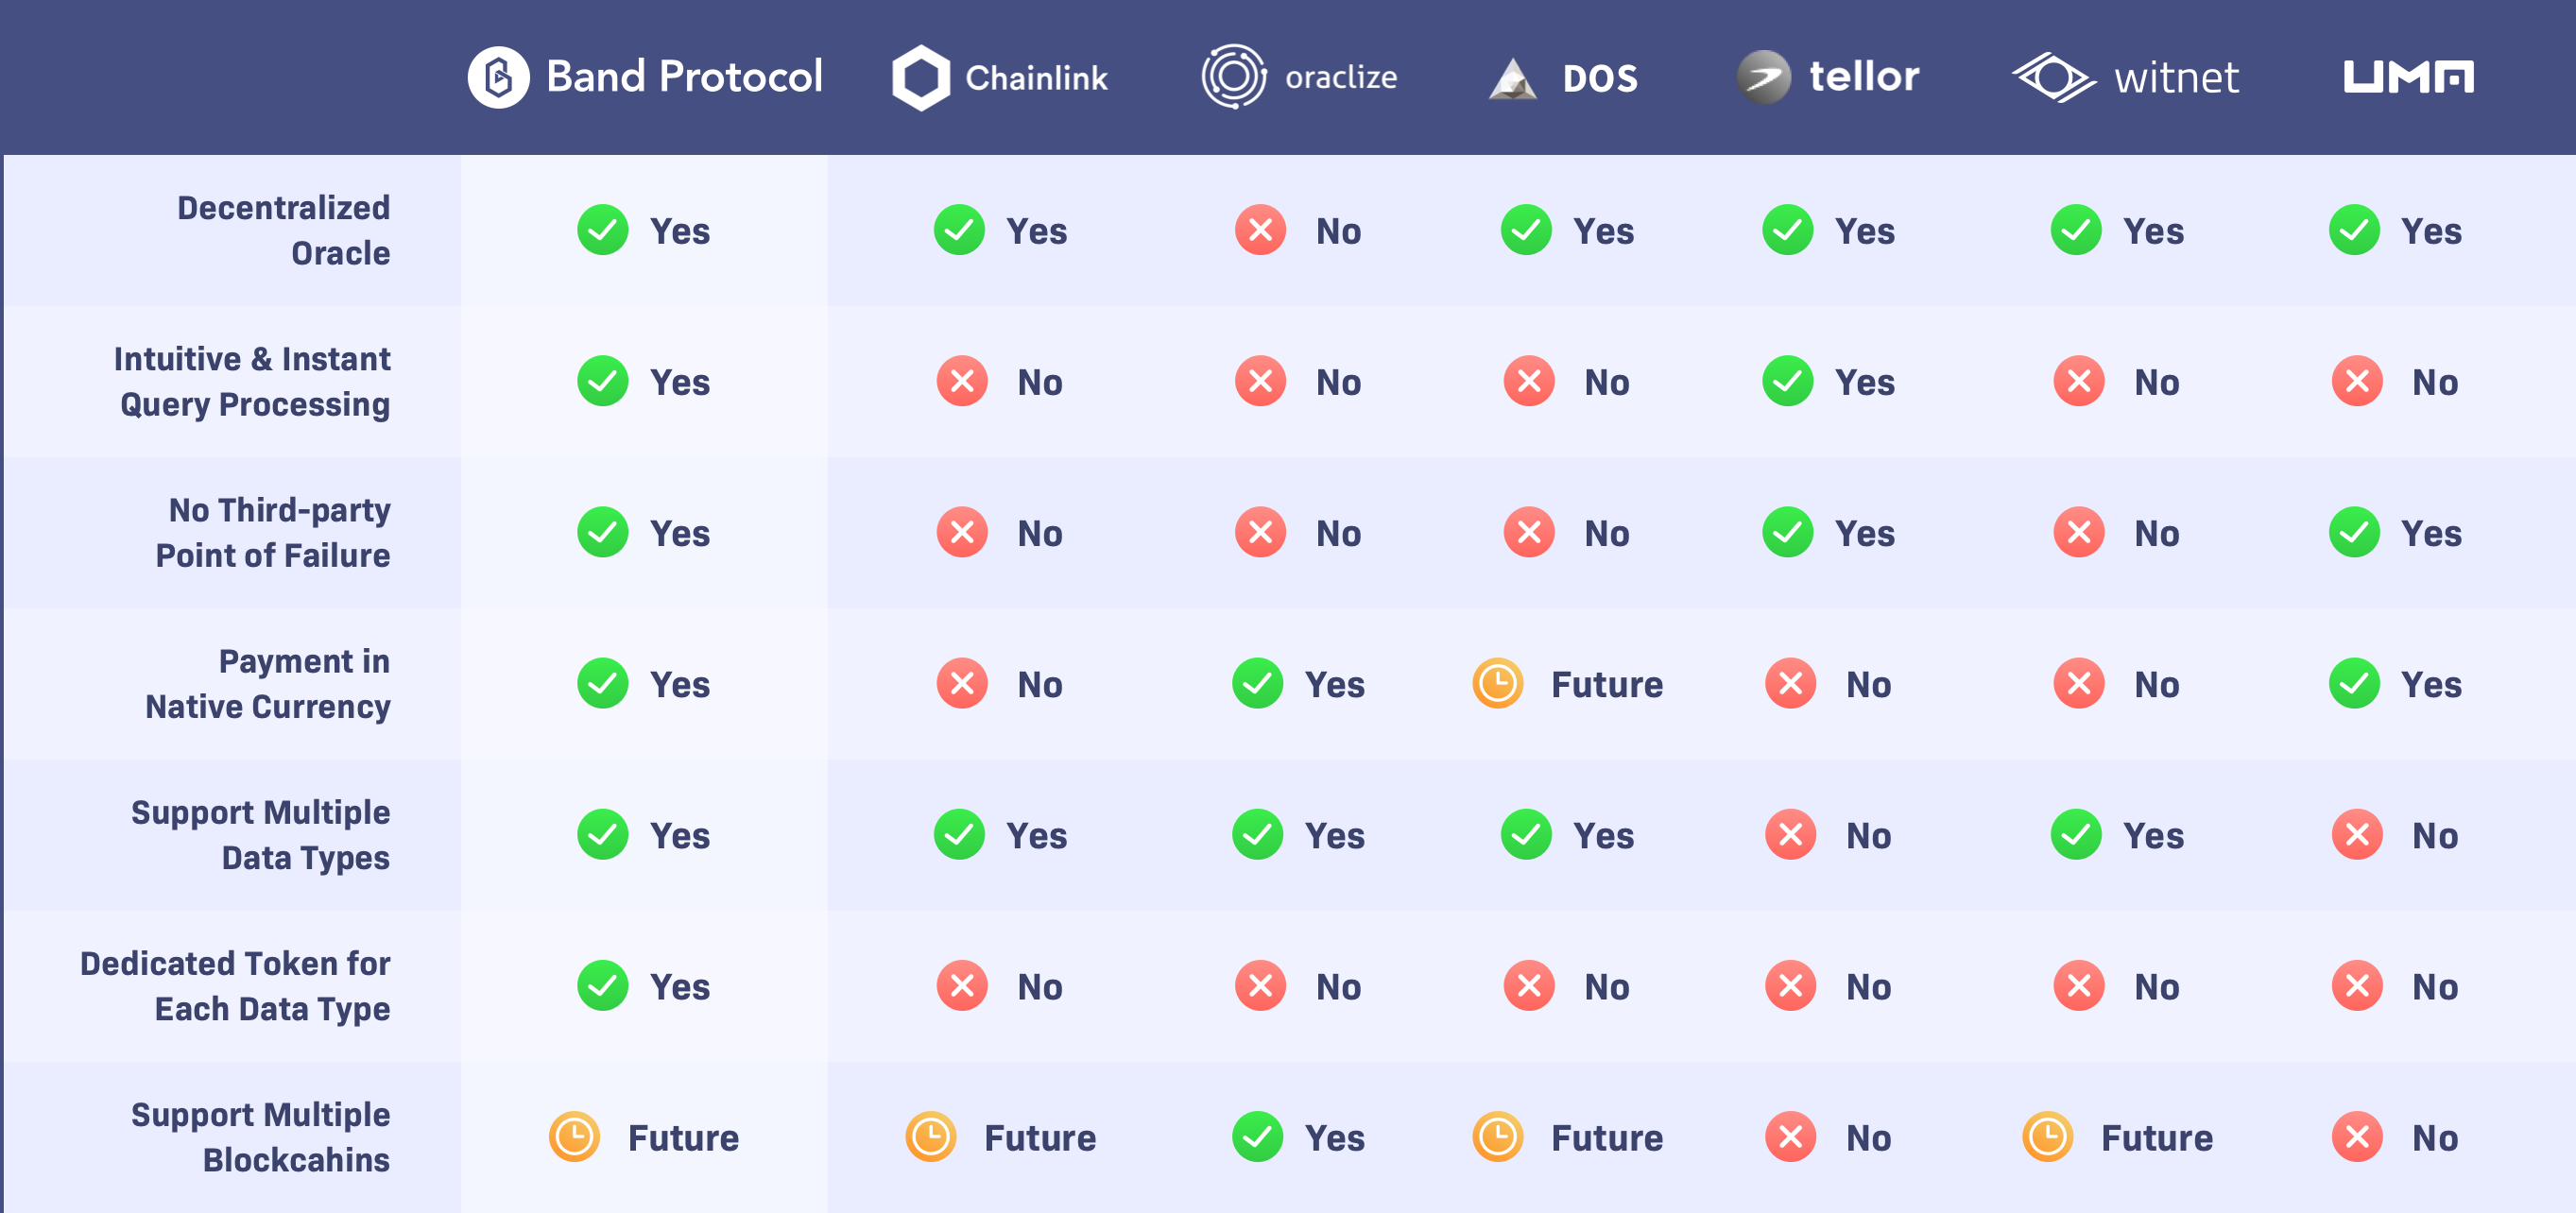 Band Protocol Chainlink oraclize DOS tellor witnet UMA
Decentralized
Oracle
Yes Yes No Yes Yes Yes Yes
Intuitive & Instant
Query Processing
Yes No No No Yes No No
No Third-party
Point of Failure
Yes No No No Yes No Yes
Payment in
Native Currency
Yes No Yes Future No No Yes
Support Multiple
Data Types
Yes Yes Yes Yes No Yes No
Dedicated Token for
Each Data Type
Yes No No No No No No
Support Multiple
Blockcahins
Future Future Yes Future No Future No